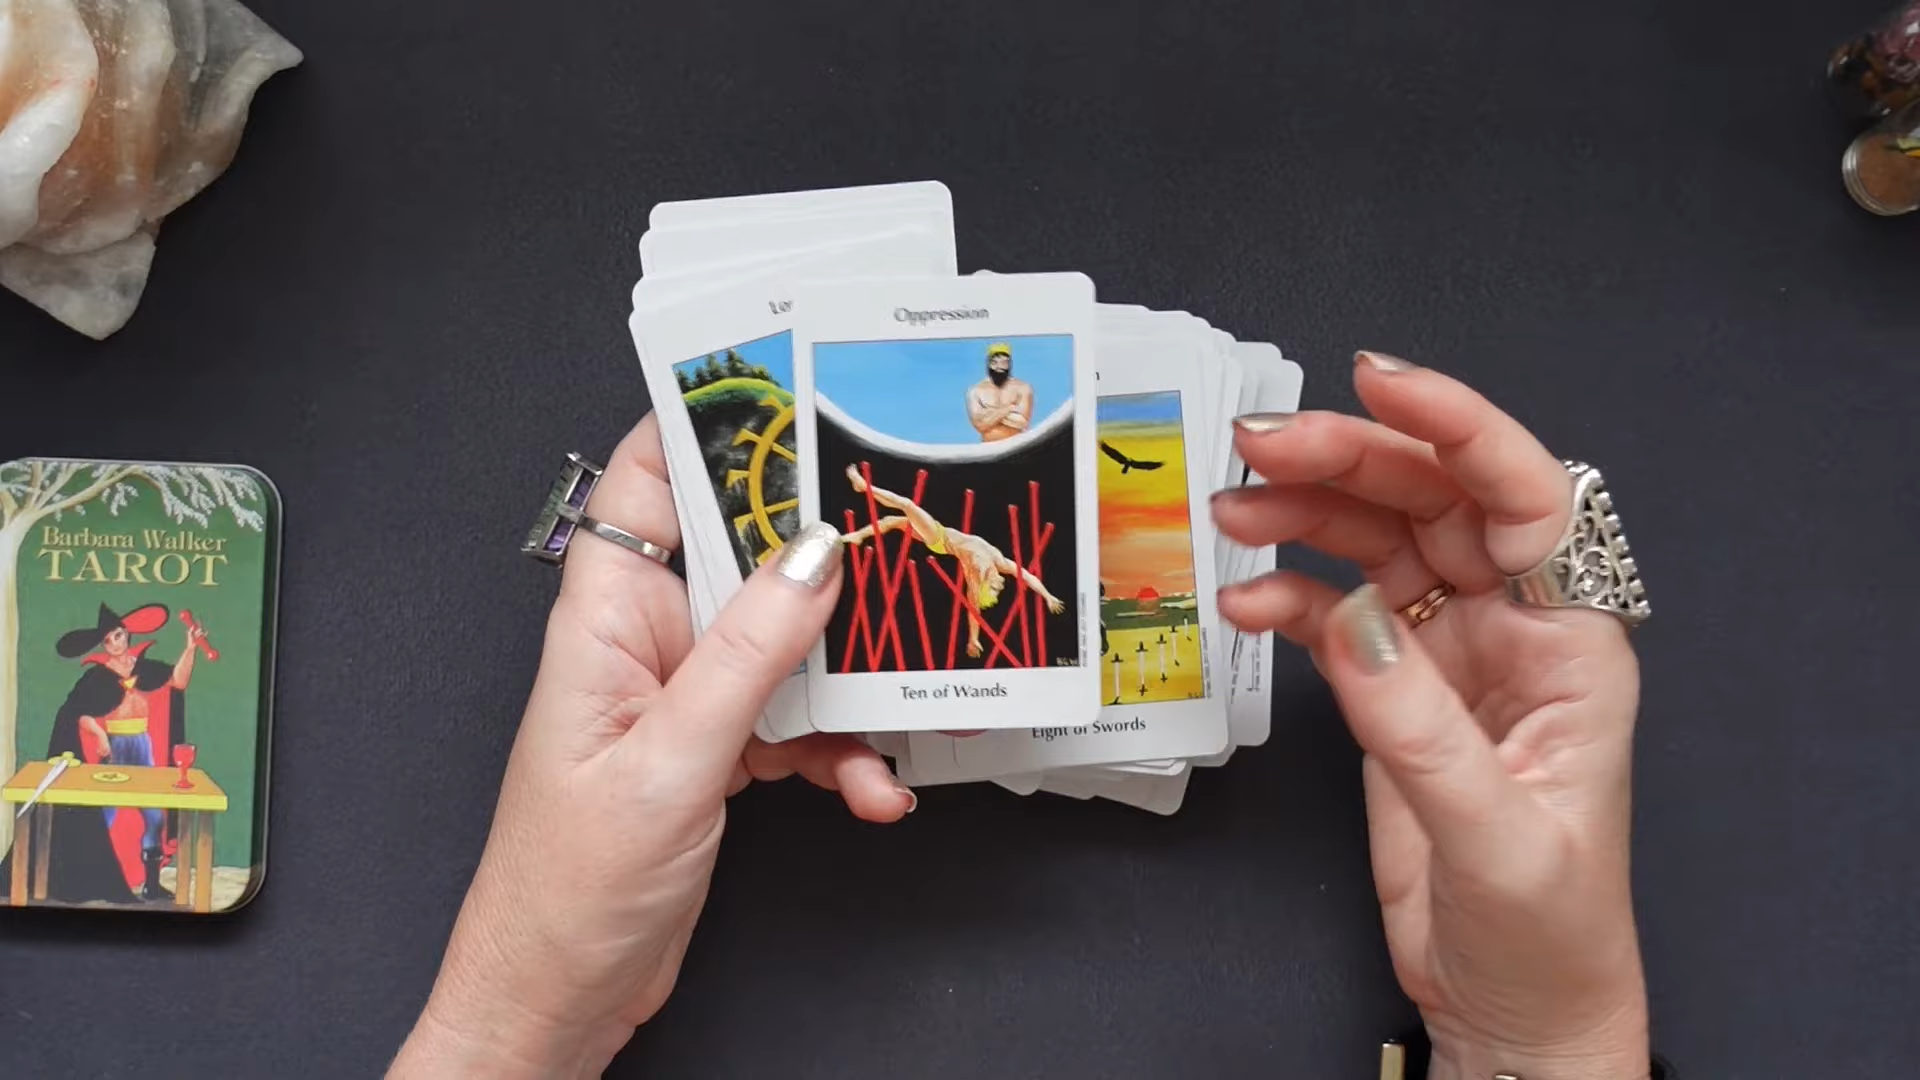 Oppression
Ten of Wands
Eight of Swords
Barbara Walker
TAROT